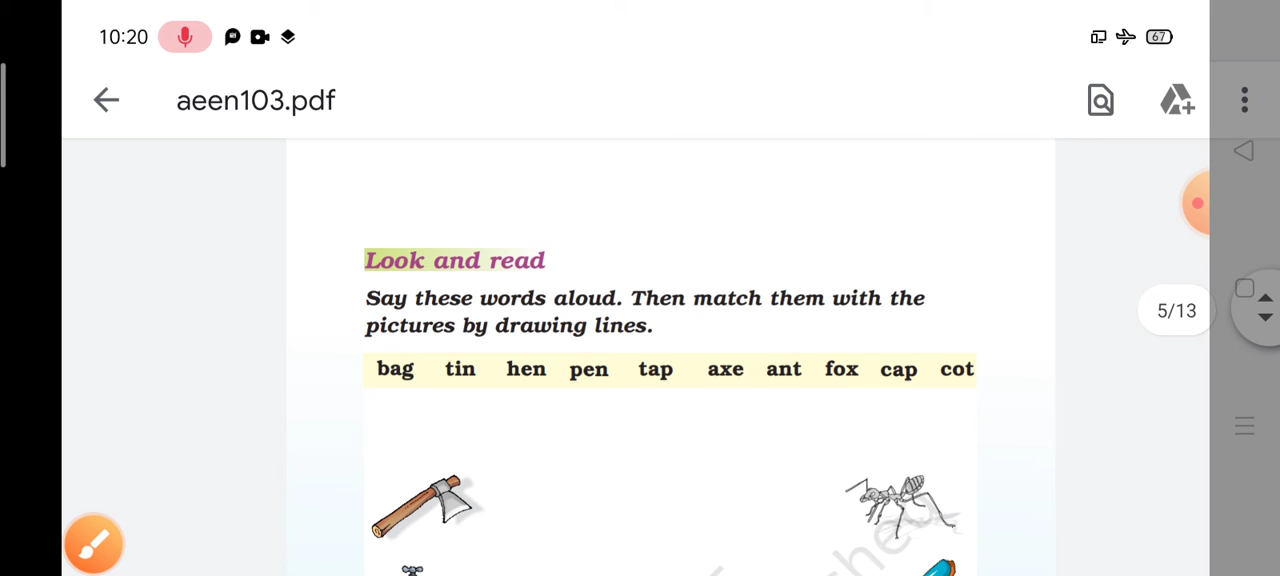 10:20
67
aeen103.pdf
Look and read
Say these words aloud. Then match them with the
pictures by drawing lines.
bag tin hen pen tap axe ant fox cap cot
5/13